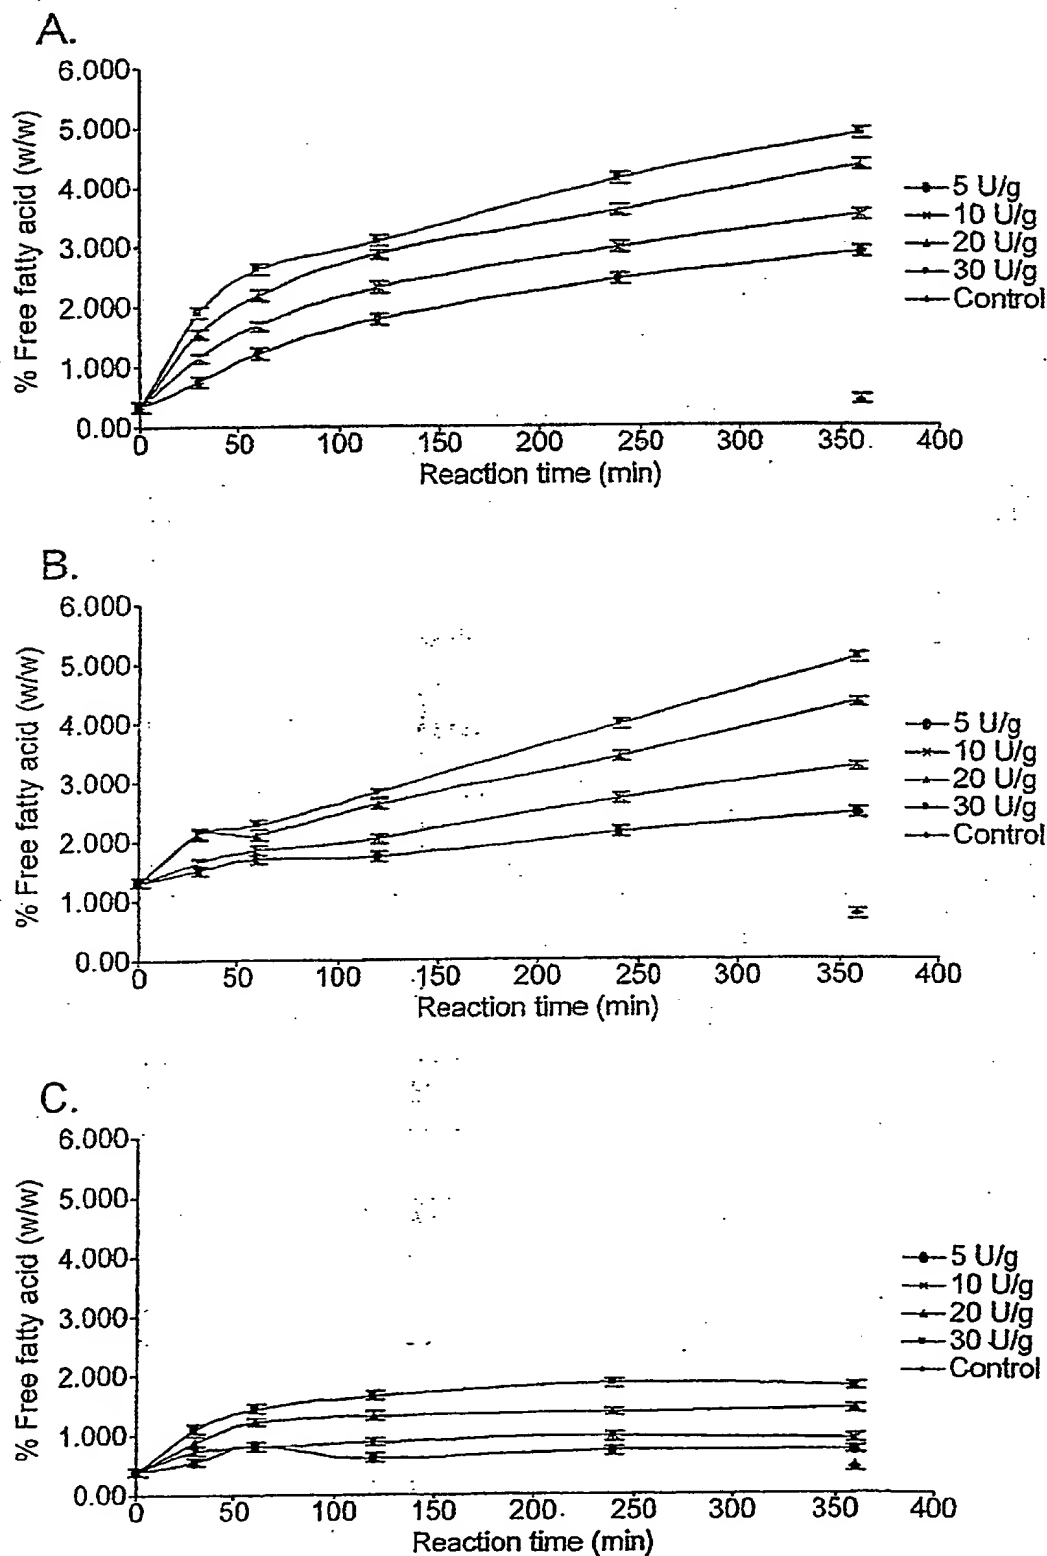 A.
% Free fatty acid (w/w)
6.000
5.000
4.000
3.000
2.000
1.000
0.00
0 50 100 150 200 250 300 350 400
Reaction time (min)
5 U/g
10 U/g
20 U/g
30 U/g
Control
B.
% Free fatty acid (w/w)
6.000
5.000
4.000
3.000
2.000
1.000
0.00
0 50 100 150 200 250 300 350 400
Reaction time (min)
5 U/g
10 U/g
20 U/g
30 U/g
Control
C.
% Free fatty acid (w/w)
6.000
5.000
4.000
3.000
2.000
1.000
0.00
0 50 100 150 200 250 300 350 400
Reaction time (min)
5 U/g
10 U/g
20 U/g
30 U/g
Control